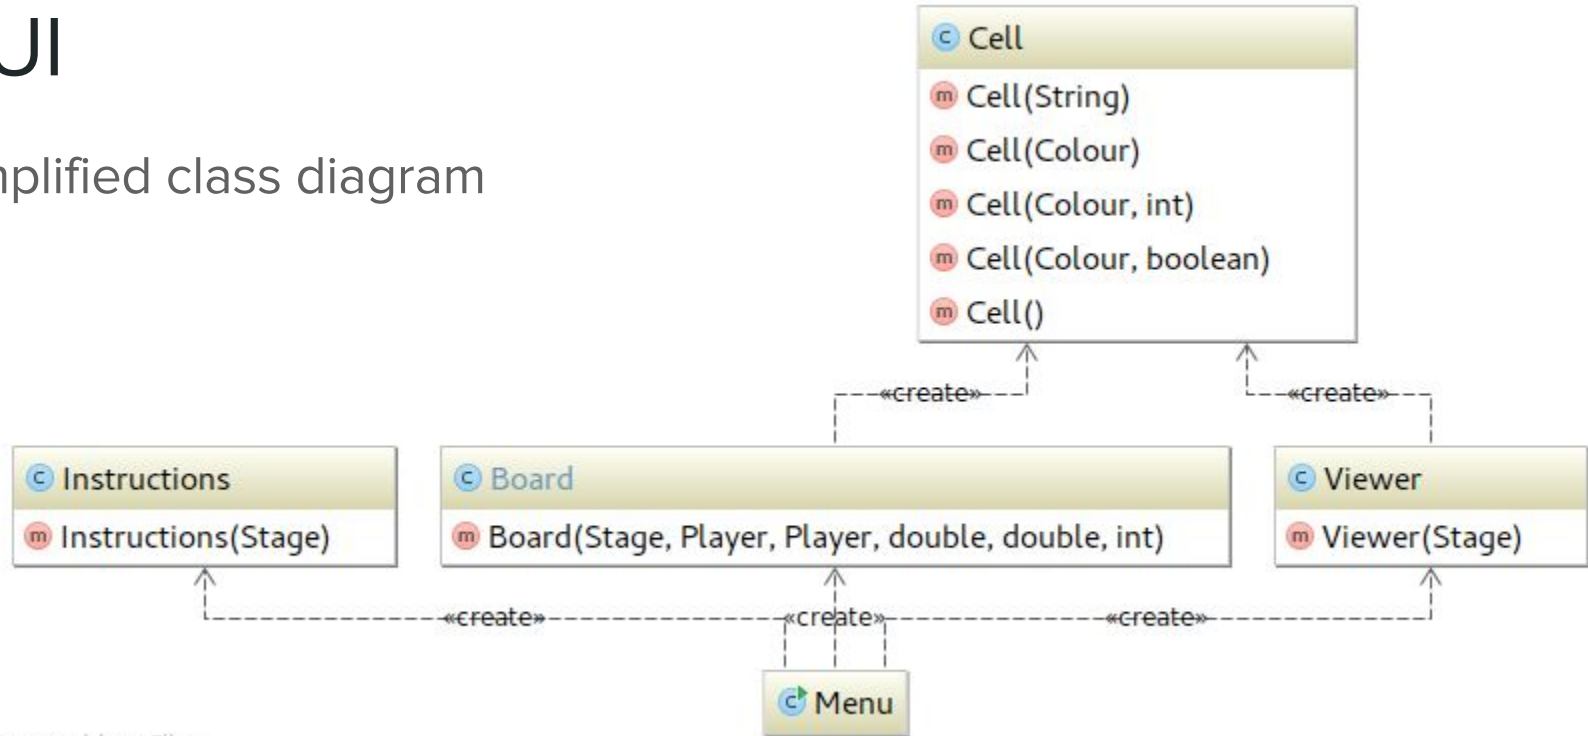 UI
mplified class diagram
Cell
Cell(String)
Cell(Colour)
Cell(Colour, int)
Cell(Colour, boolean)
Cell()
«create» «create»
Instructions
Instructions(Stage)
Board
Board(Stage, Player, Player, double, double, int)
Viewer
Viewer(Stage)
«create» «create» «create»
Menu